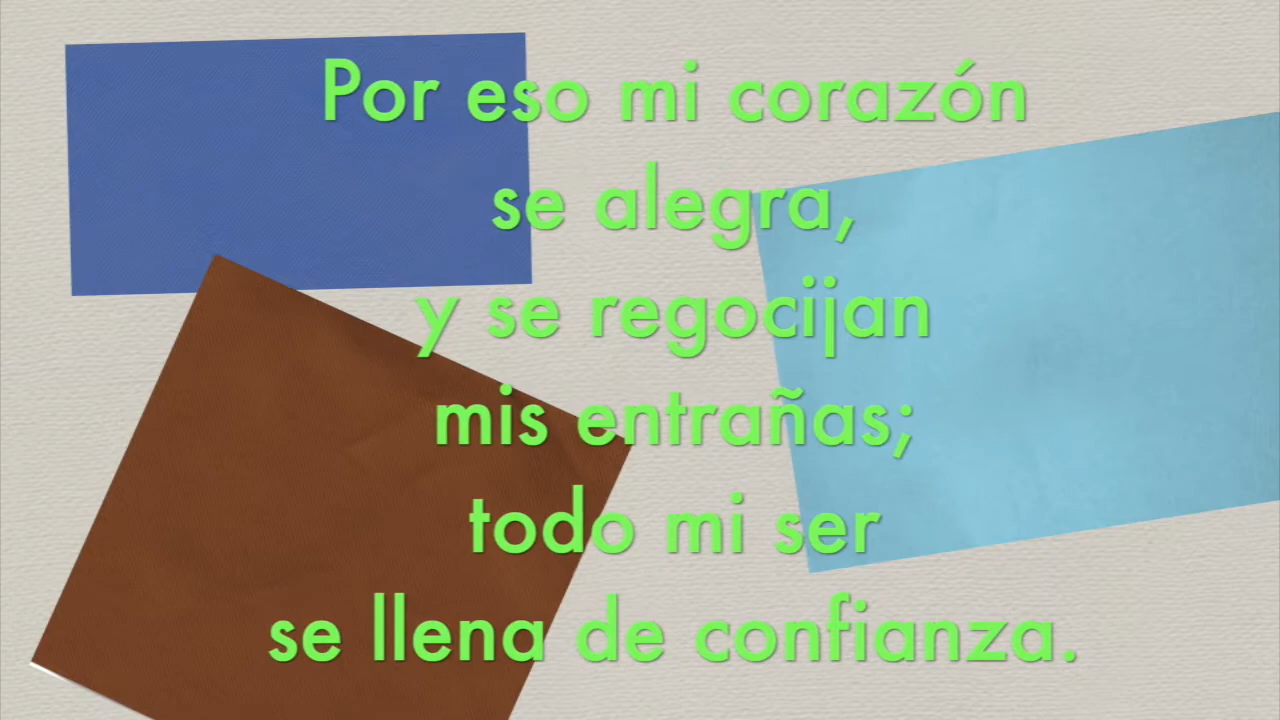 Por eso mi corazón
se alegra,
y se regocijan
mis entrañas;
todo mi ser
se llena de confianza.